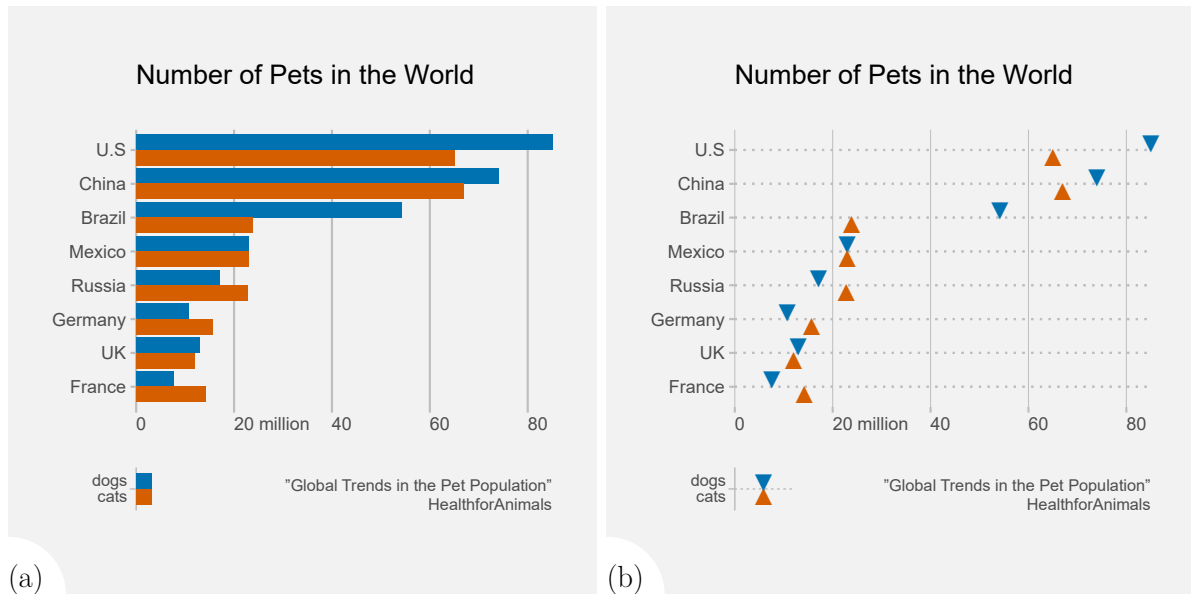 Number of Pets in the World
U.S
China
Brazil
Mexico
Russia
Germany
UK
France
0 20 million 40 60 80
dogs
cats
”Global Trends in the Pet Population”
HealthforAnimals
(a)
Number of Pets in the World
U.S
China
Brazil
Mexico
Russia
Germany
UK
France
0 20 million 40 60 80
dogs
cats
”Global Trends in the Pet Population”
HealthforAnimals
(b)